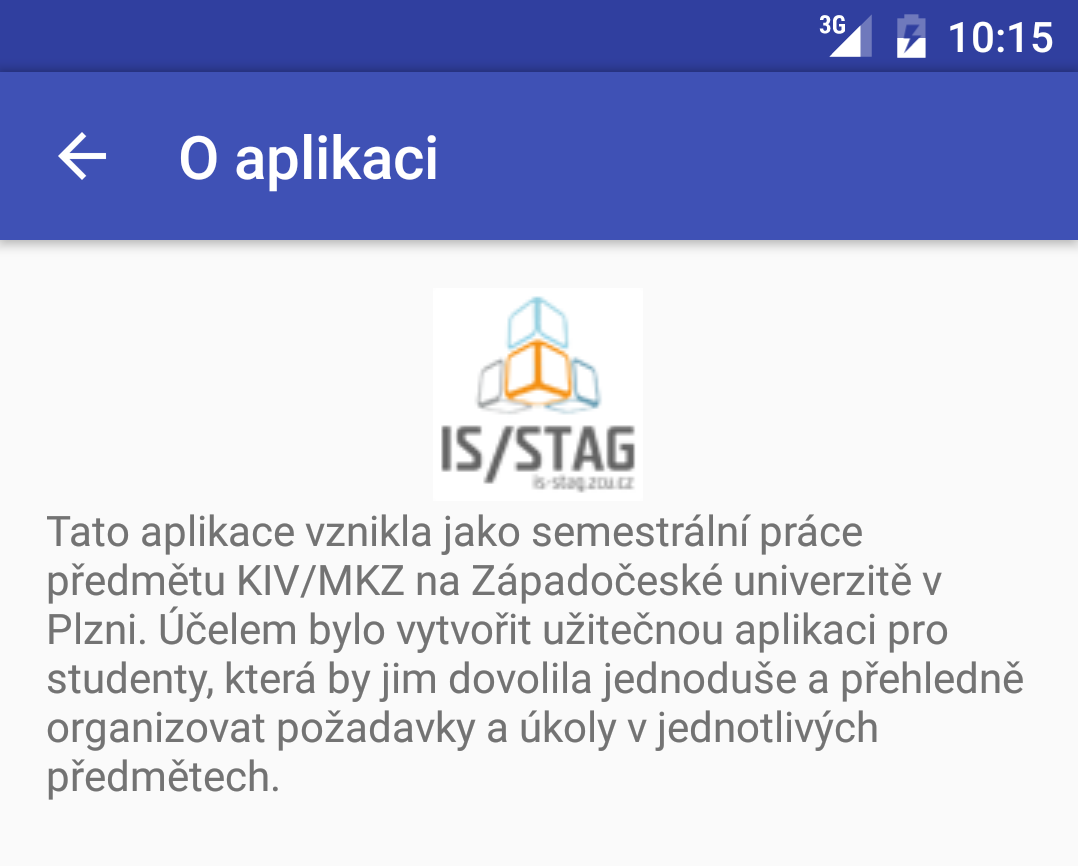 3G 10:15
O aplikaci
IS/STAG
is-stag.zcu.cz
Tato aplikace vznikla jako semestrální práce
předmětu KIV/MKZ na Západočeské univerzitě v
Plzni. Účelem bylo vytvořit užitečnou aplikaci pro
studenty, která by jim dovolila jednoduše a přehledně
organizovat požadavky a úkoly v jednotlivých
předmětech.